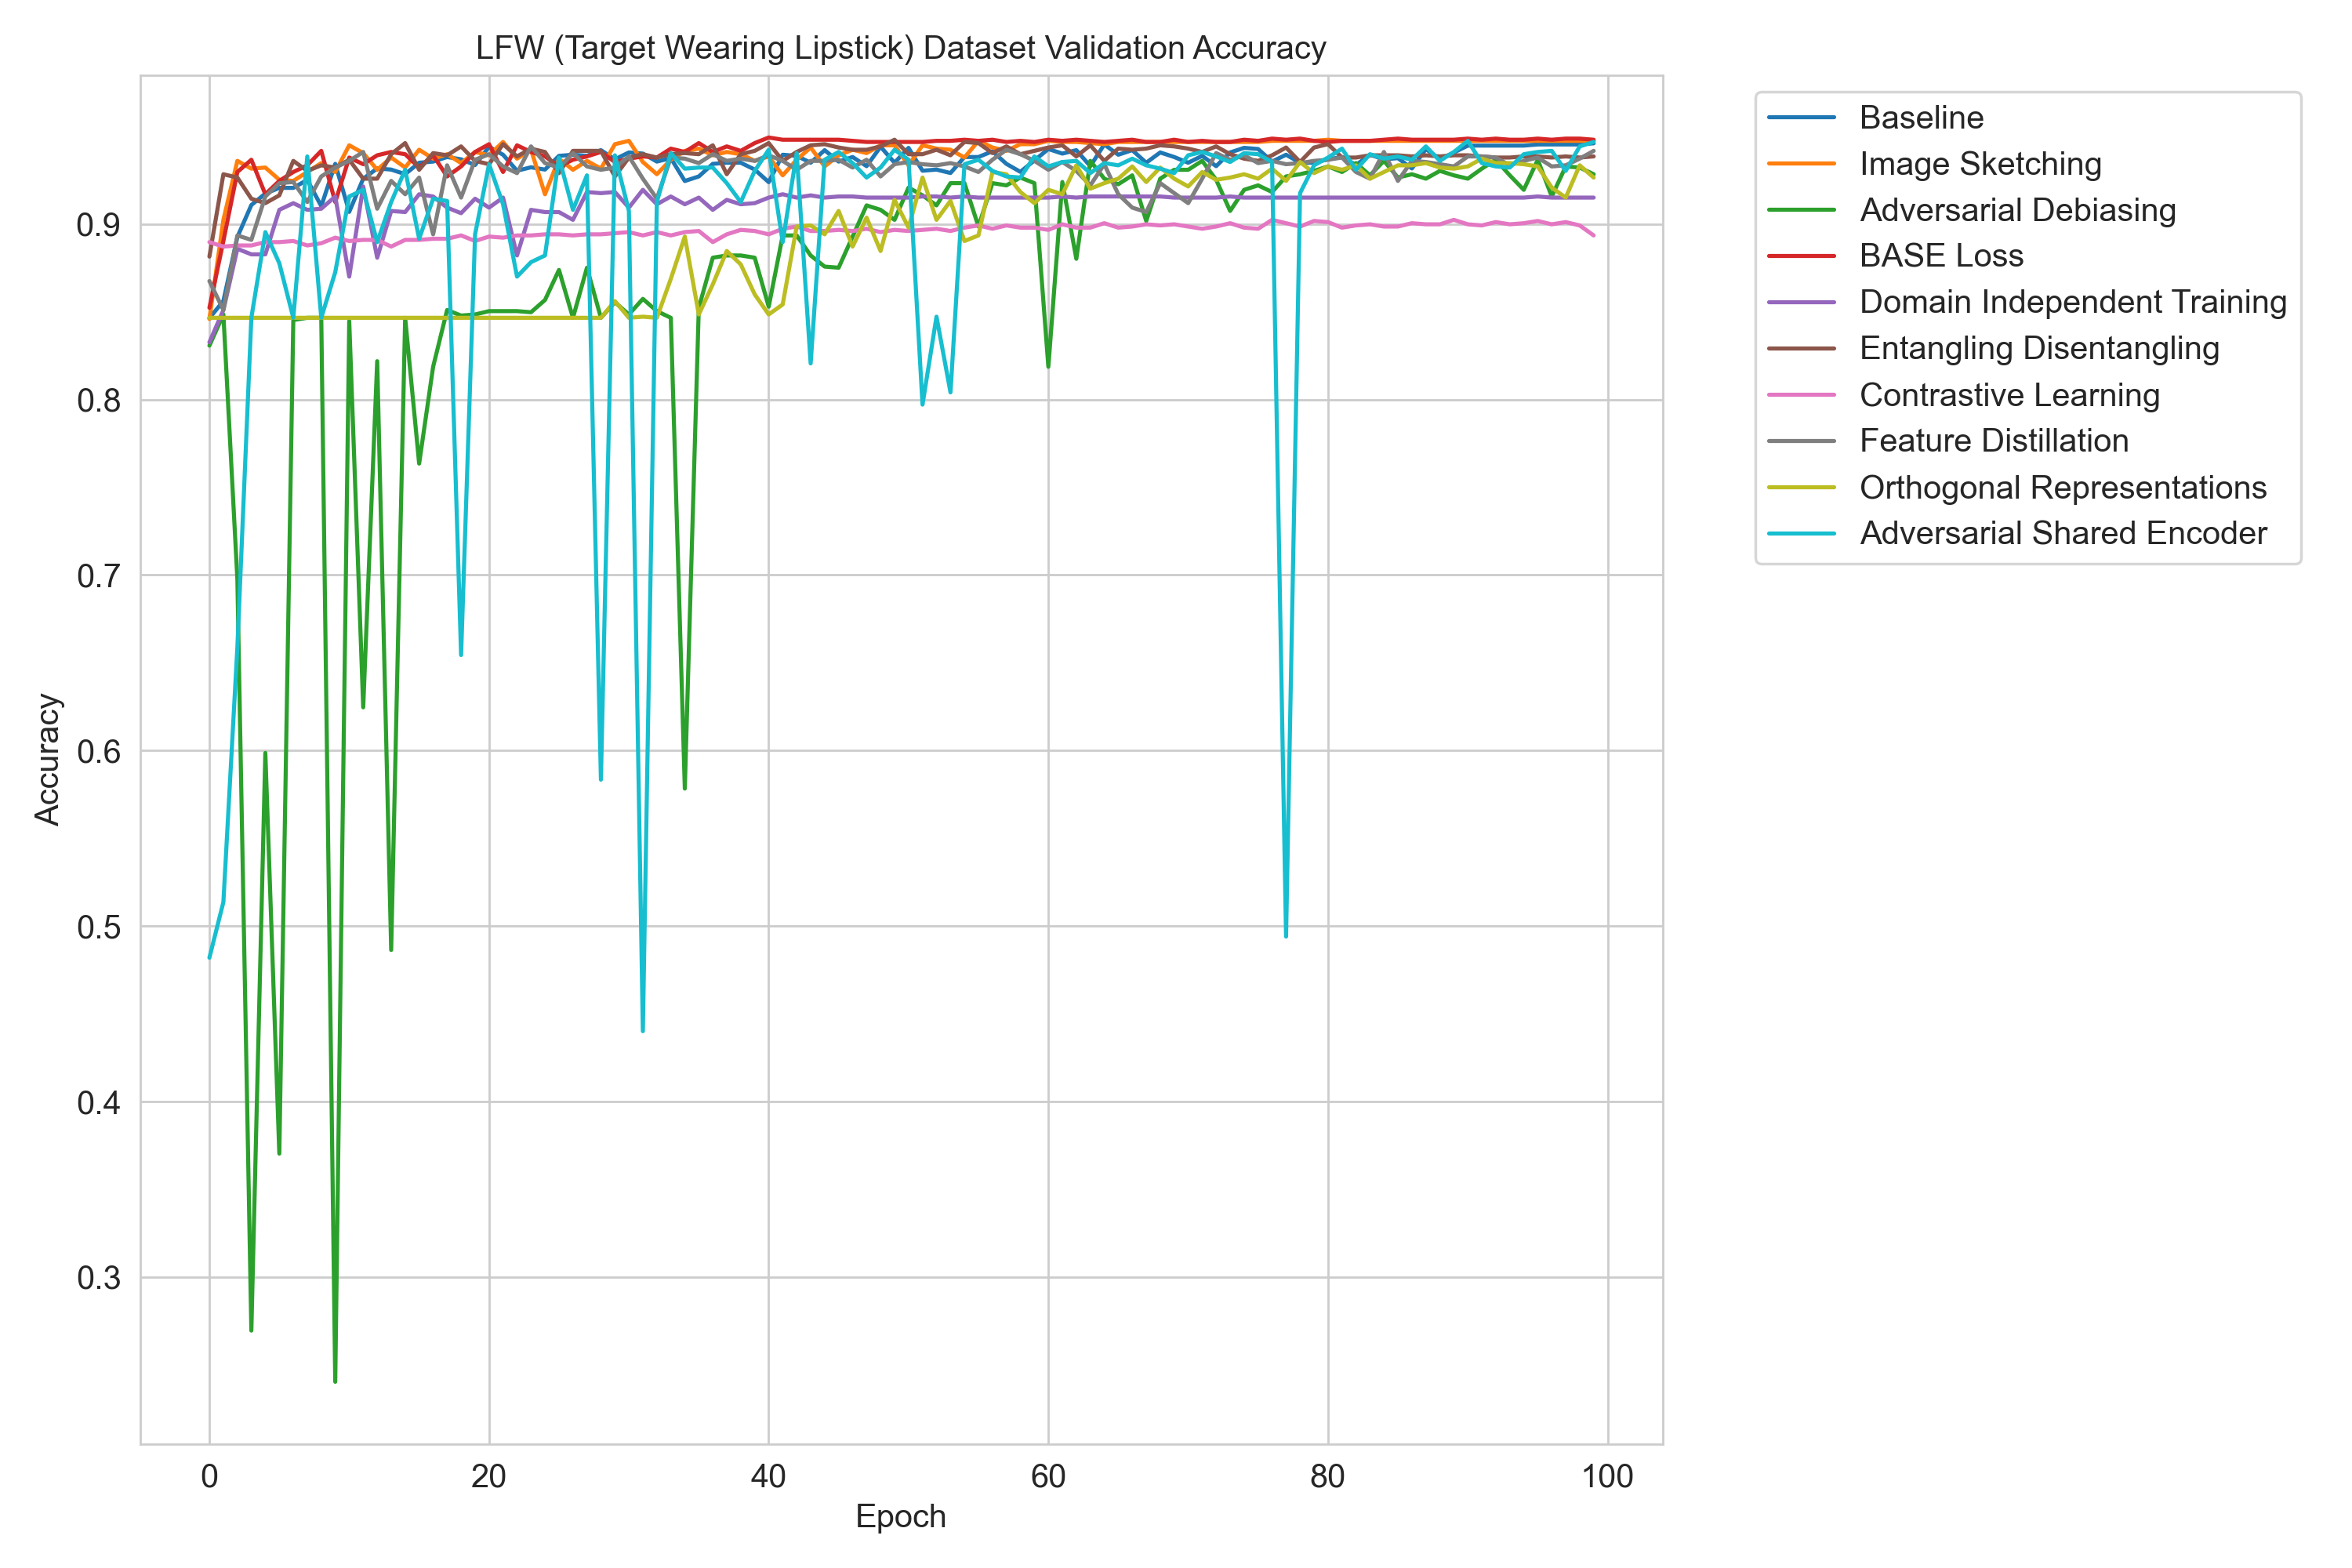 LFW (Target Wearing Lipstick) Dataset Validation Accuracy
Baseline
Image Sketching
Adversarial Debiasing
BASE Loss
Domain Independent Training
Entangling Disentangling
Contrastive Learning
Feature Distillation
Orthogonal Representations
Adversarial Shared Encoder
Accuracy
0.9
0.8
0.7
0.6
0.5
0.4
0.3
0 20 40 60 80 100
Epoch